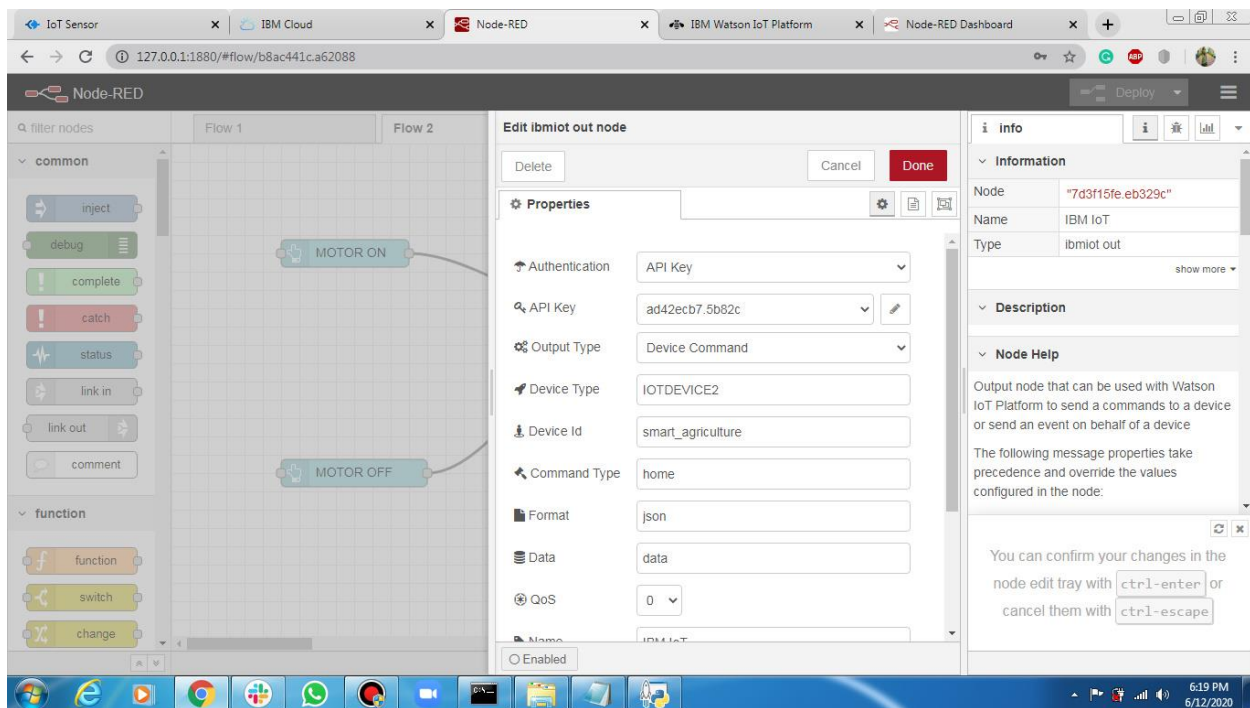 IoT Sensor
IBM Cloud
Node-RED
IBM Watson IoT Platform
Node-RED Dashboard
127.0.0.1:1880/#flow/b8ac441c.a62088
ABP
Node-RED
Deploy
filter nodes
common
inject
debug
complete
catch
status
link in
link out
comment
function
function
switch
change
Flow 1
Flow 2
MOTOR ON
MOTOR OFF
Edit ibmiot out node
Delete
Cancel
Done
Properties
Authentication
API Key
API Key
ad42ecb7.5b82c
Output Type
Device Command
Device Type
IOTDEVICE2
Device Id
smart_agriculture
Command Type
home
Format
json
Data
data
QoS
0
Name
IBM IoT
Enabled
info
Information
Node
"7d3f15fe.eb329c"
Name
IBM IoT
Type
ibmiot out
show more
Description
Node Help
Output node that can be used with Watson
IoT Platform to send a commands to a device
or send an event on behalf of a device
The following message properties take
precedence and override the values
configured in the node:
You can confirm your changes in the
node edit tray with ctrl-enter or
cancel them with ctrl-escape
6:19 PM
6/12/2020